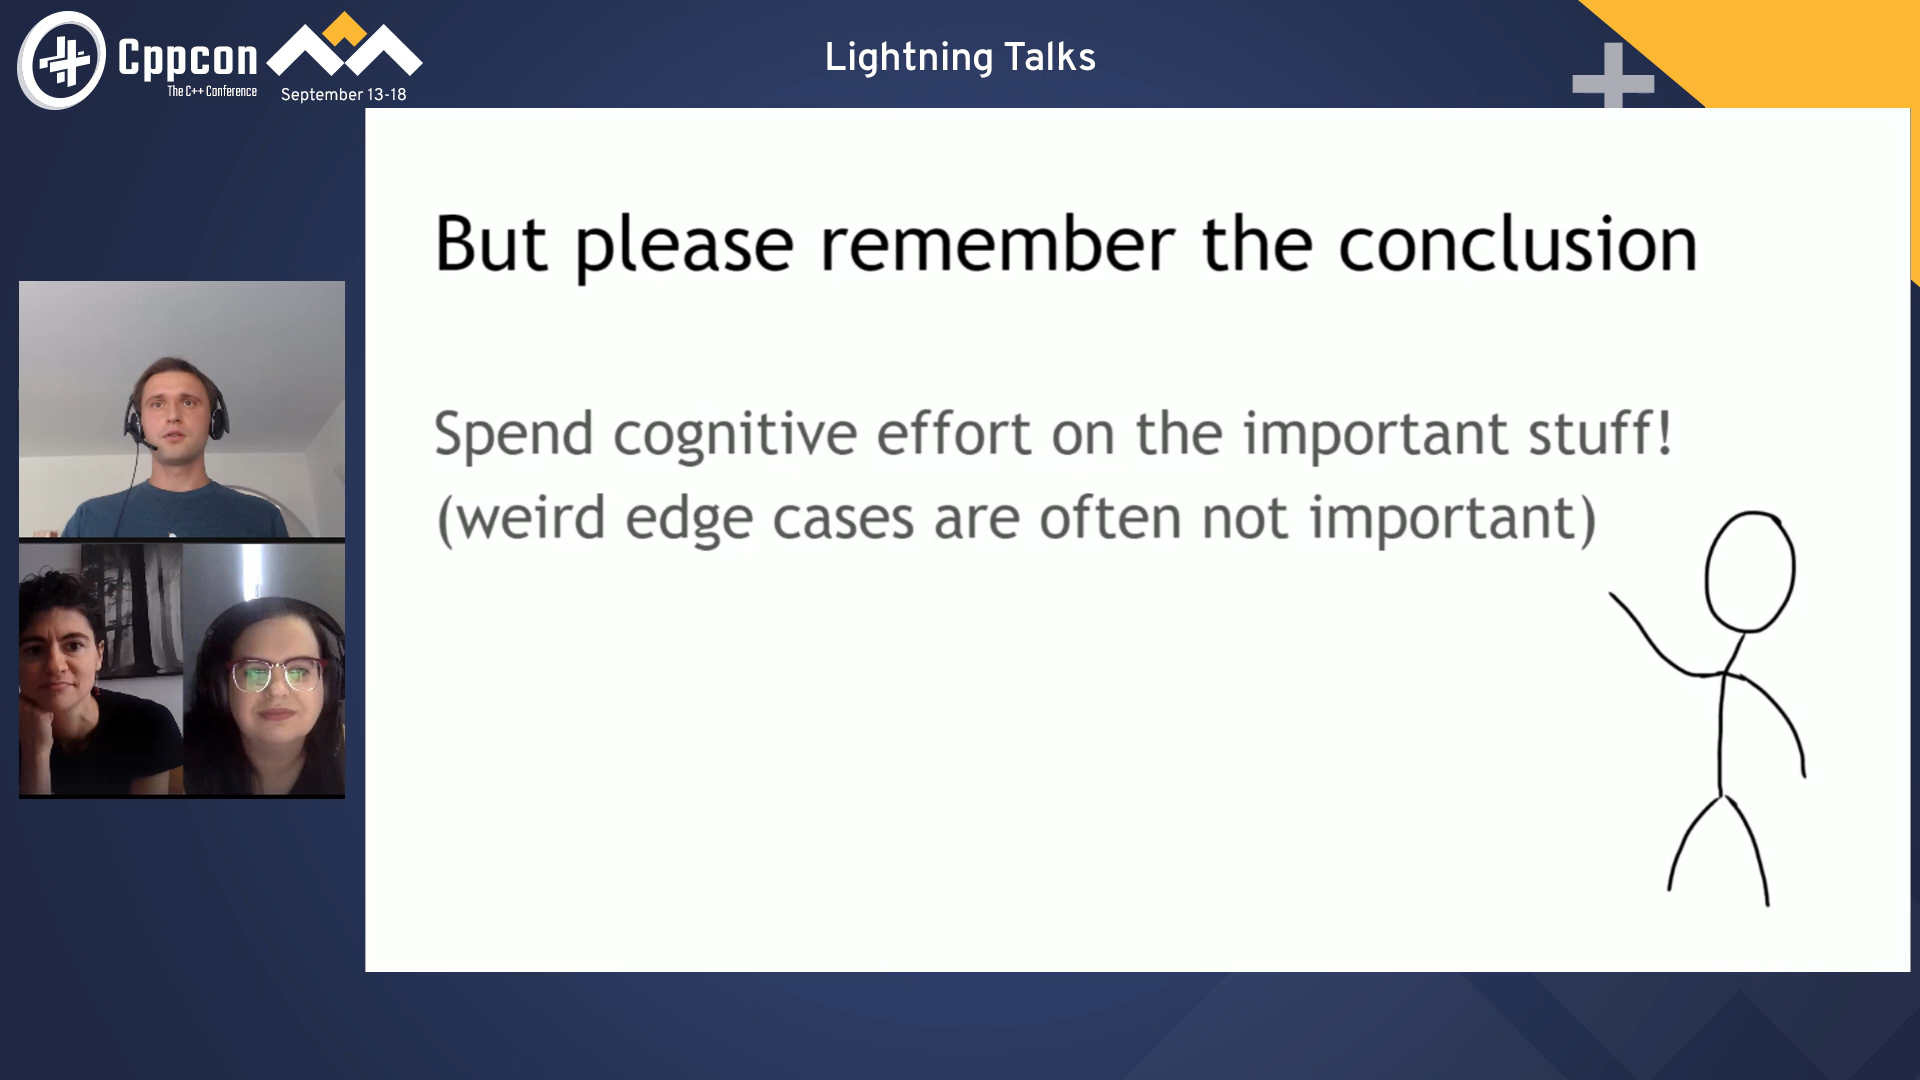 Cppcon
The C++ Conference
September 13-18
Lightning Talks
But please remember the conclusion
Spend cognitive effort on the important stuff!
(weird edge cases are often not important)